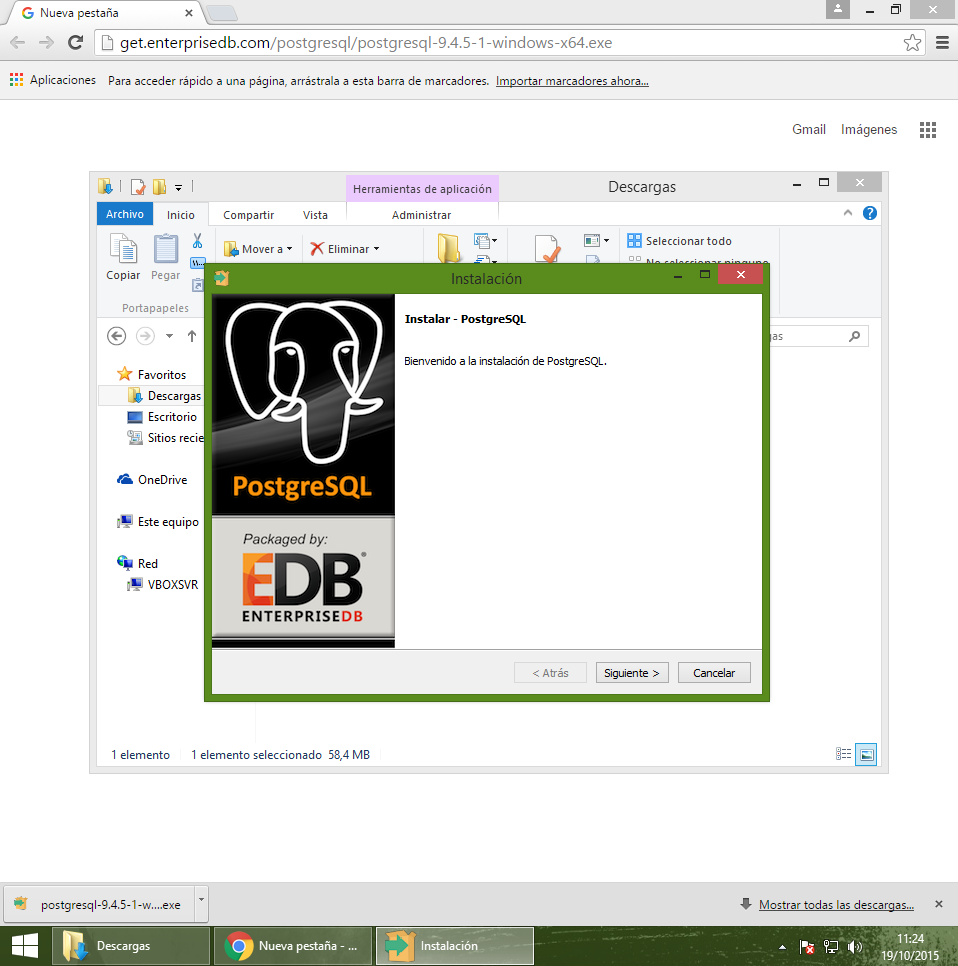 Nueva pestaña
get.enterprisedb.com/postgresql/postgresql-9.4.5-1-windows-x64.exe
Aplicaciones Para acceder rápido a una página, arrástrala a esta barra de marcadores. Importar marcadores ahora...
Gmail Imágenes
Herramientas de aplicación Descargas
Archivo Inicio Compartir Vista Administrar
Mover a Eliminar Seleccionar todo
No seleccionar ninguno
Copiar Pegar
Portapapeles
Instalación
Instalar - PostgreSQL
Bienvenido a la instalación de PostgreSQL.
Favoritos
Descargas
Escritorio
Sitios recie
OneDrive
Este equipo
Red
VBOXSVR
PostgreSQL
Packaged by:
EDB
ENTERPRISEDB
< Atrás Siguiente > Cancelar
1 elemento 1 elemento seleccionado 58,4 MB
postgresql-9.4.5-1-w....exe Mostrar todas las descargas...
Descargas Nueva pestaña - ... Instalación
11:24
19/10/2015